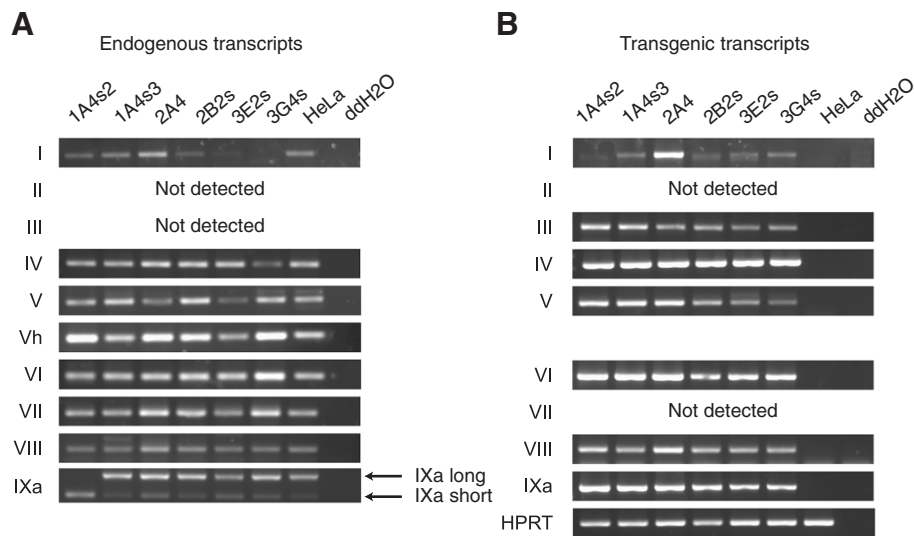 A
Endogenous transcripts
1A4s2 1A4s3 2A4 2B2s 3E2s 3G4s HeLa ddH2O
I
II Not detected
III Not detected
IV
V
Vh
VI
VII
VIII
IXa
IXa long
IXa short
B
Transgenic transcripts
1A4s2 1A4s3 2A4 2B2s 3E2s 3G4s HeLa ddH2O
I
II Not detected
III
IV
V
VI
VII Not detected
VIII
IXa
HPRT